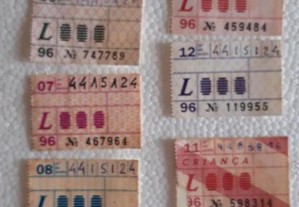 L
96 № 747789
07 4415124
L
96 № 467964
08 4415124
L
L
96 № 459484
12 4415124
L
96 № 119955
11
CRIANÇA
L
96 № 598314